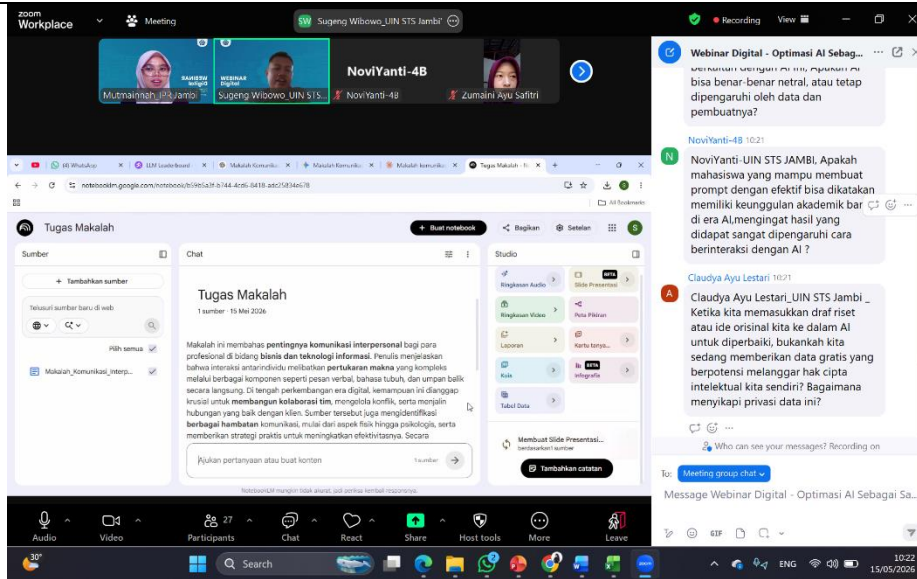 zoom
Workplace
Meeting
SW Sugeng Wibowo_UIN STS Jambi'
Recording
View
Mutmainnah_IPRJambi
WEBINAR
Digital
Sugeng Wibowo_UIN STS...
NoviYanti-4B
NoviYanti-4B
Zumaini Ayu Safitri
(8) WhatsApp
LLM Leaderboard
Makalah Komunikas
Makalah Komunikas
Makalah komunikas
Tugas Makalah - N
All Bookmarks
Tugas Makalah
+ Buat notebook
Bagikan
Setelan
S
Sumber
+ Tambahkan sumber
Telusuri sumber baru di web
Pilih semua
Makalah_Komunikasi_Interp...
Chat
Tugas Makalah
1 sumber · 15 Mei 2026
Makalah ini membahas pentingnya komunikasi interpersonal bagi para
profesional di bidang bisnis dan teknologi informasi. Penulis menjelaskan
bahwa interaksi antarindividu melibatkan pertukaran makna yang kompleks
melalui berbagai komponen seperti pesan verbal, bahasa tubuh, dan umpan balik
secara langsung. Di tengah perkembangan era digital, kemampuan ini dianggap
krusial untuk membangun kolaborasi tim, mengelola konflik, serta menjalin
hubungan yang baik dengan klien. Sumber tersebut juga mengidentifikasi
berbagai hambatan komunikasi, mulai dari aspek fisik hingga psikologis, serta
memberikan strategi praktis untuk meningkatkan efektivitasnya. Secara
Ajukan pertanyaan atau buat konten
1 sumber
NotebookLM mungkin tidak akurat, jadi periksa kembali responsnya.
Studio
Ringkasan Audio
BETA
Slide Presentasi
Ringkasan Video
Peta Pikiran
Laporan
Kartu tanya...
Kuis
BETA
Infografis
Tabel Data
Membuat Slide Presentasi...
berdasarkan 1 sumber
Tambahkan catatan
Webinar Digital - Optimasi AI Sebag...
bisa benar-benar netral, atau tetap
dipengaruhi oleh data dan
pembuatnya?
NoviYanti-4B 10:21
N
NoviYanti-UIN STS JAMBI, Apakah
mahasiswa yang mampu membuat
prompt dengan efektif bisa dikatakan
memiliki keunggulan akademik bar
di era AI,mengingat hasil yang
didapat sangat dipengaruhi cara
berinteraksi dengan AI ?
Claudya Ayu Lestari 10:21
A
Claudya Ayu Lestari_UIN STS Jambi _
Ketika kita memasukkan draf riset
atau ide orisinal kita ke dalam AI
untuk diperbaiki, bukankah kita
sedang memberikan data gratis yang
berpotensi melanggar hak cipta
intelektual kita sendiri? Bagaimana
menyikapi privasi data ini?
Who can see your messages? Recording on
To: Meeting group chat
Message Webinar Digital - Optimasi AI Sebagai Sa...
GIF
Audio
Video
27
Participants
Chat
React
Share
Host tools
More
Leave
30°
Search
ENG
10:22
15/05/2026